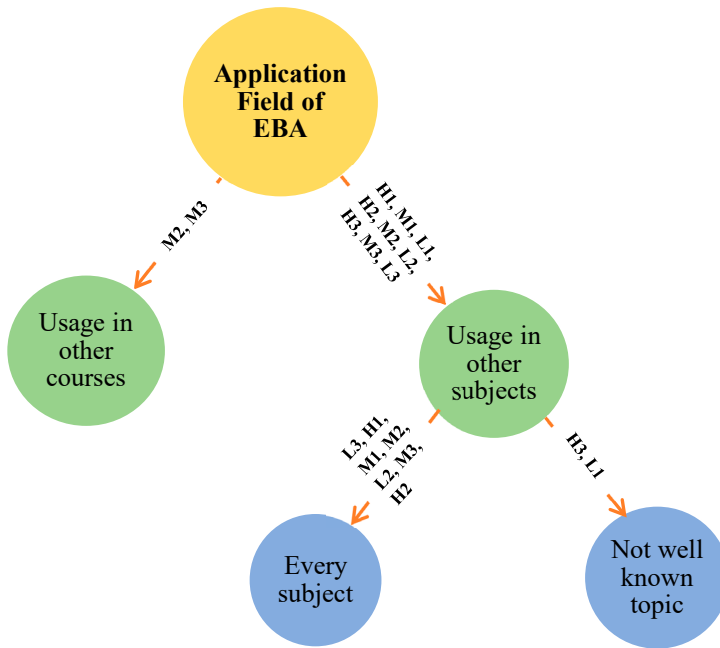 Application
Field of
EBA
M2, M3
H1, M1, L1,
H2, M2, L2,
H3, M3, L3
Usage in
other
courses
Usage in
other
subjects
L3, H1,
M1, M2,
L2, M3,
H2
H3, L1
Every
subject
Not well
known
topic